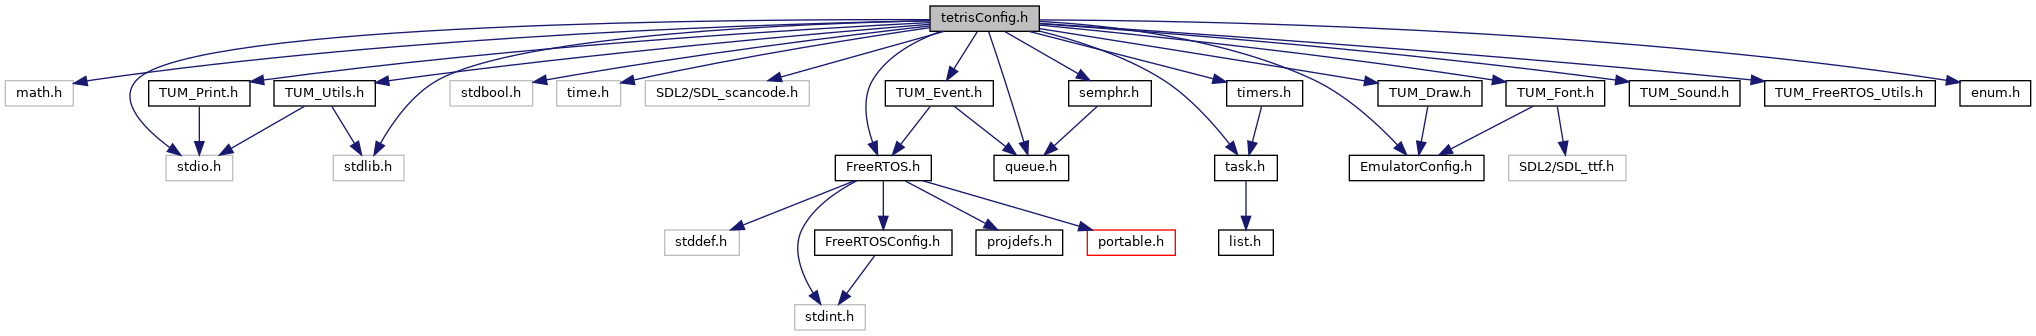 tetrisConfig.h
math.h
TUM_Print.h
TUM_Utils.h
stdbool.h
time.h
SDL2/SDL_scancode.h
TUM_Event.h
semphr.h
timers.h
TUM_Draw.h
TUM_Font.h
TUM_Sound.h
TUM_FreeRTOS_Utils.h
enum.h
stdio.h
stdlib.h
FreeRTOS.h
queue.h
task.h
EmulatorConfig.h
SDL2/SDL_ttf.h
stddef.h
FreeRTOSConfig.h
projdefs.h
portable.h
list.h
stdint.h